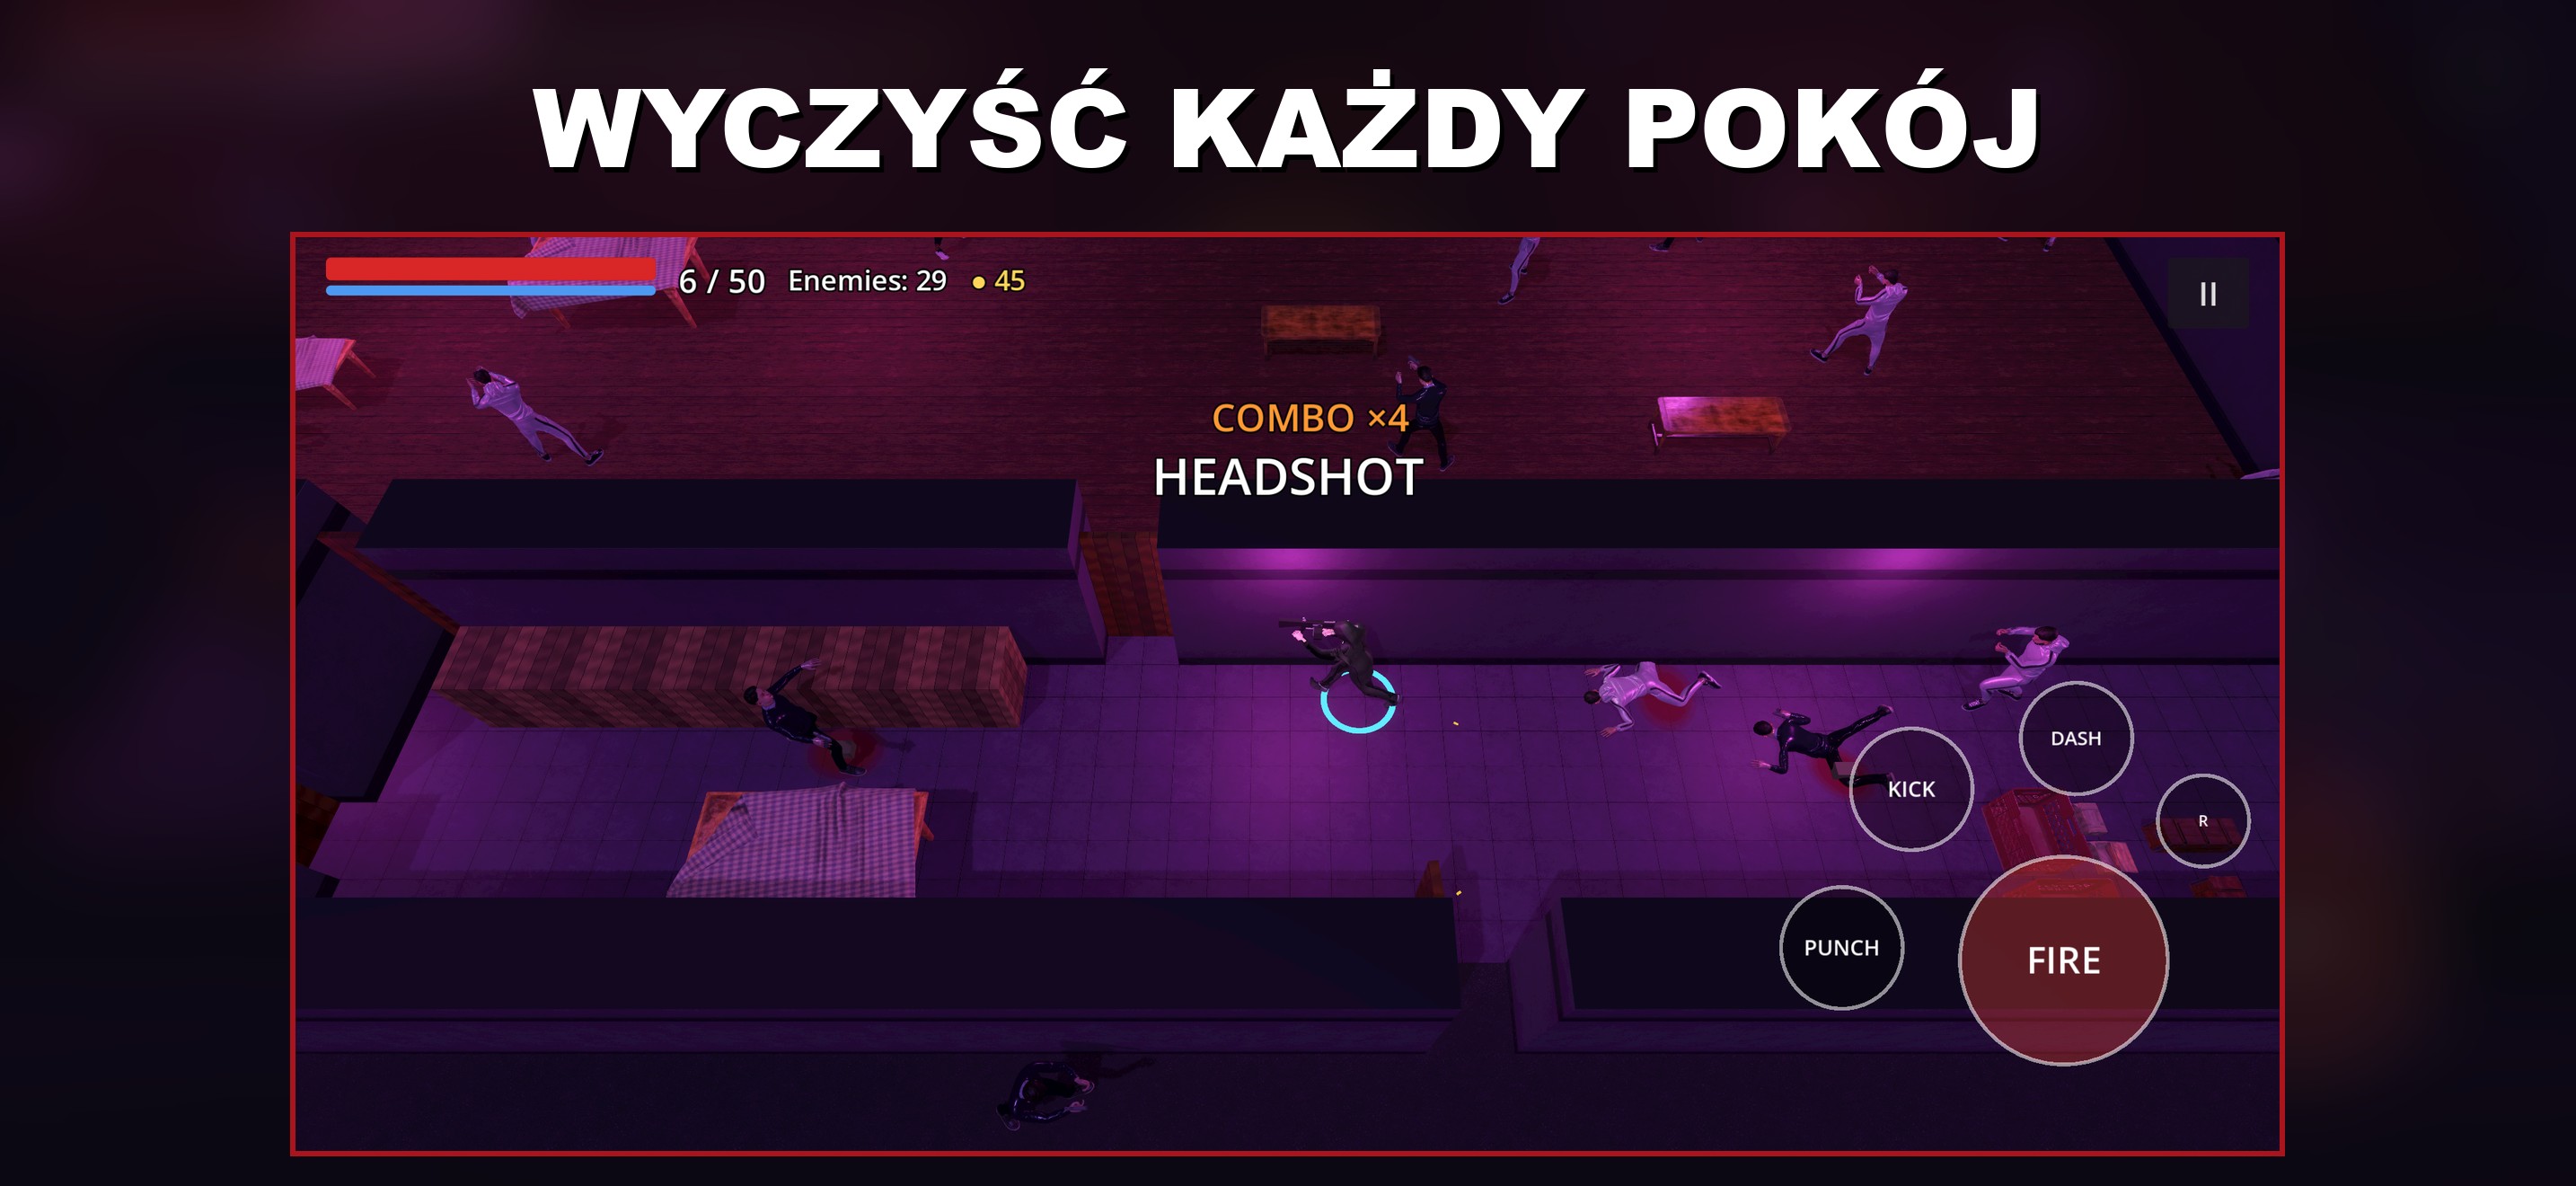 WYCZYŚĆ KAŻDY POKÓJ
6 / 50 Enemies: 29 45
COMBO ×4
HEADSHOT
DASH
KICK
R
PUNCH
FIRE